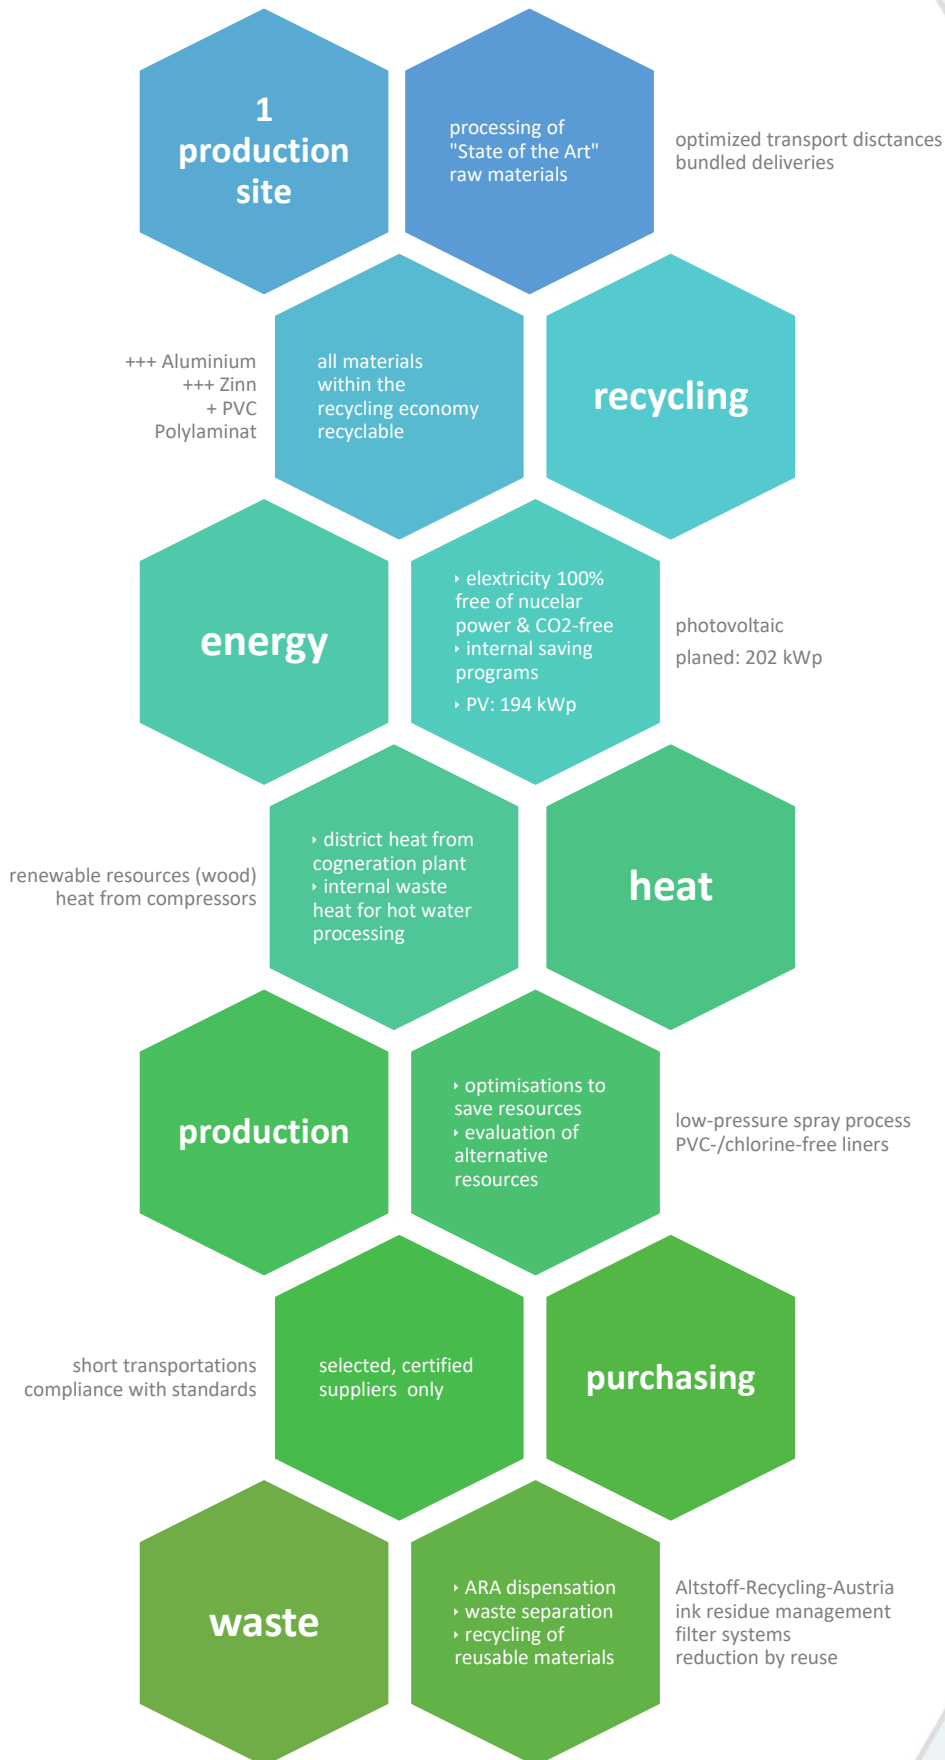 1
production
site
processing of
"State of the Art"
raw materials
optimized transport disctances
bundled deliveries
+++ Aluminium
+++ Zinn
+ PVC
Polylaminat
all materials
within the
recycling economy
recyclable
recycling
energy
‣ elextricity 100%
free of nucelar
power & CO2-free
‣ internal saving
programs
‣ PV: 194 kWp
photovoltaic
planed: 202 kWp
renewable resources (wood)
heat from compressors
‣ district heat from
cogneration plant
‣ internal waste
heat for hot water
processing
heat
production
‣ optimisations to
save resources
‣ evaluation of
alternative
resources
low-pressure spray process
PVC-/chlorine-free liners
short transportations
compliance with standards
selected, certified
suppliers only
purchasing
waste
‣ ARA dispensation
‣ waste separation
‣ recycling of
reusable materials
Altstoff-Recycling-Austria
ink residue management
filter systems
reduction by reuse